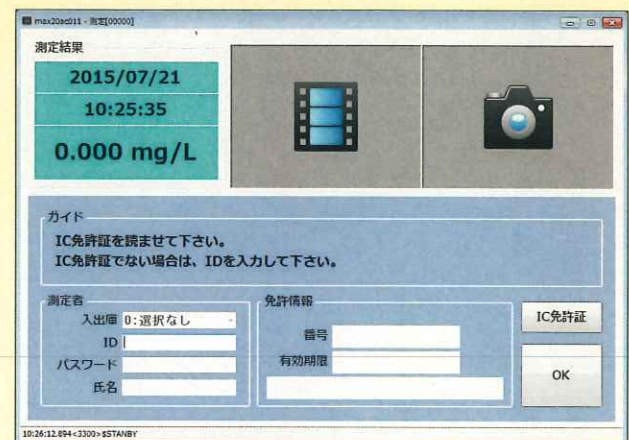 max20ac011 - 測定[00000]
測定結果
2015/07/21
10:25:35
0.000 mg/L
ガイド
IC免許証を読ませて下さい。
IC免許証でない場合は、IDを入力して下さい。
測定者
入出庫 0:選択なし
ID
パスワード
氏名
免許情報
番号
有効期限
IC免許証
OK
10:26:12.894<3300>$STANBY